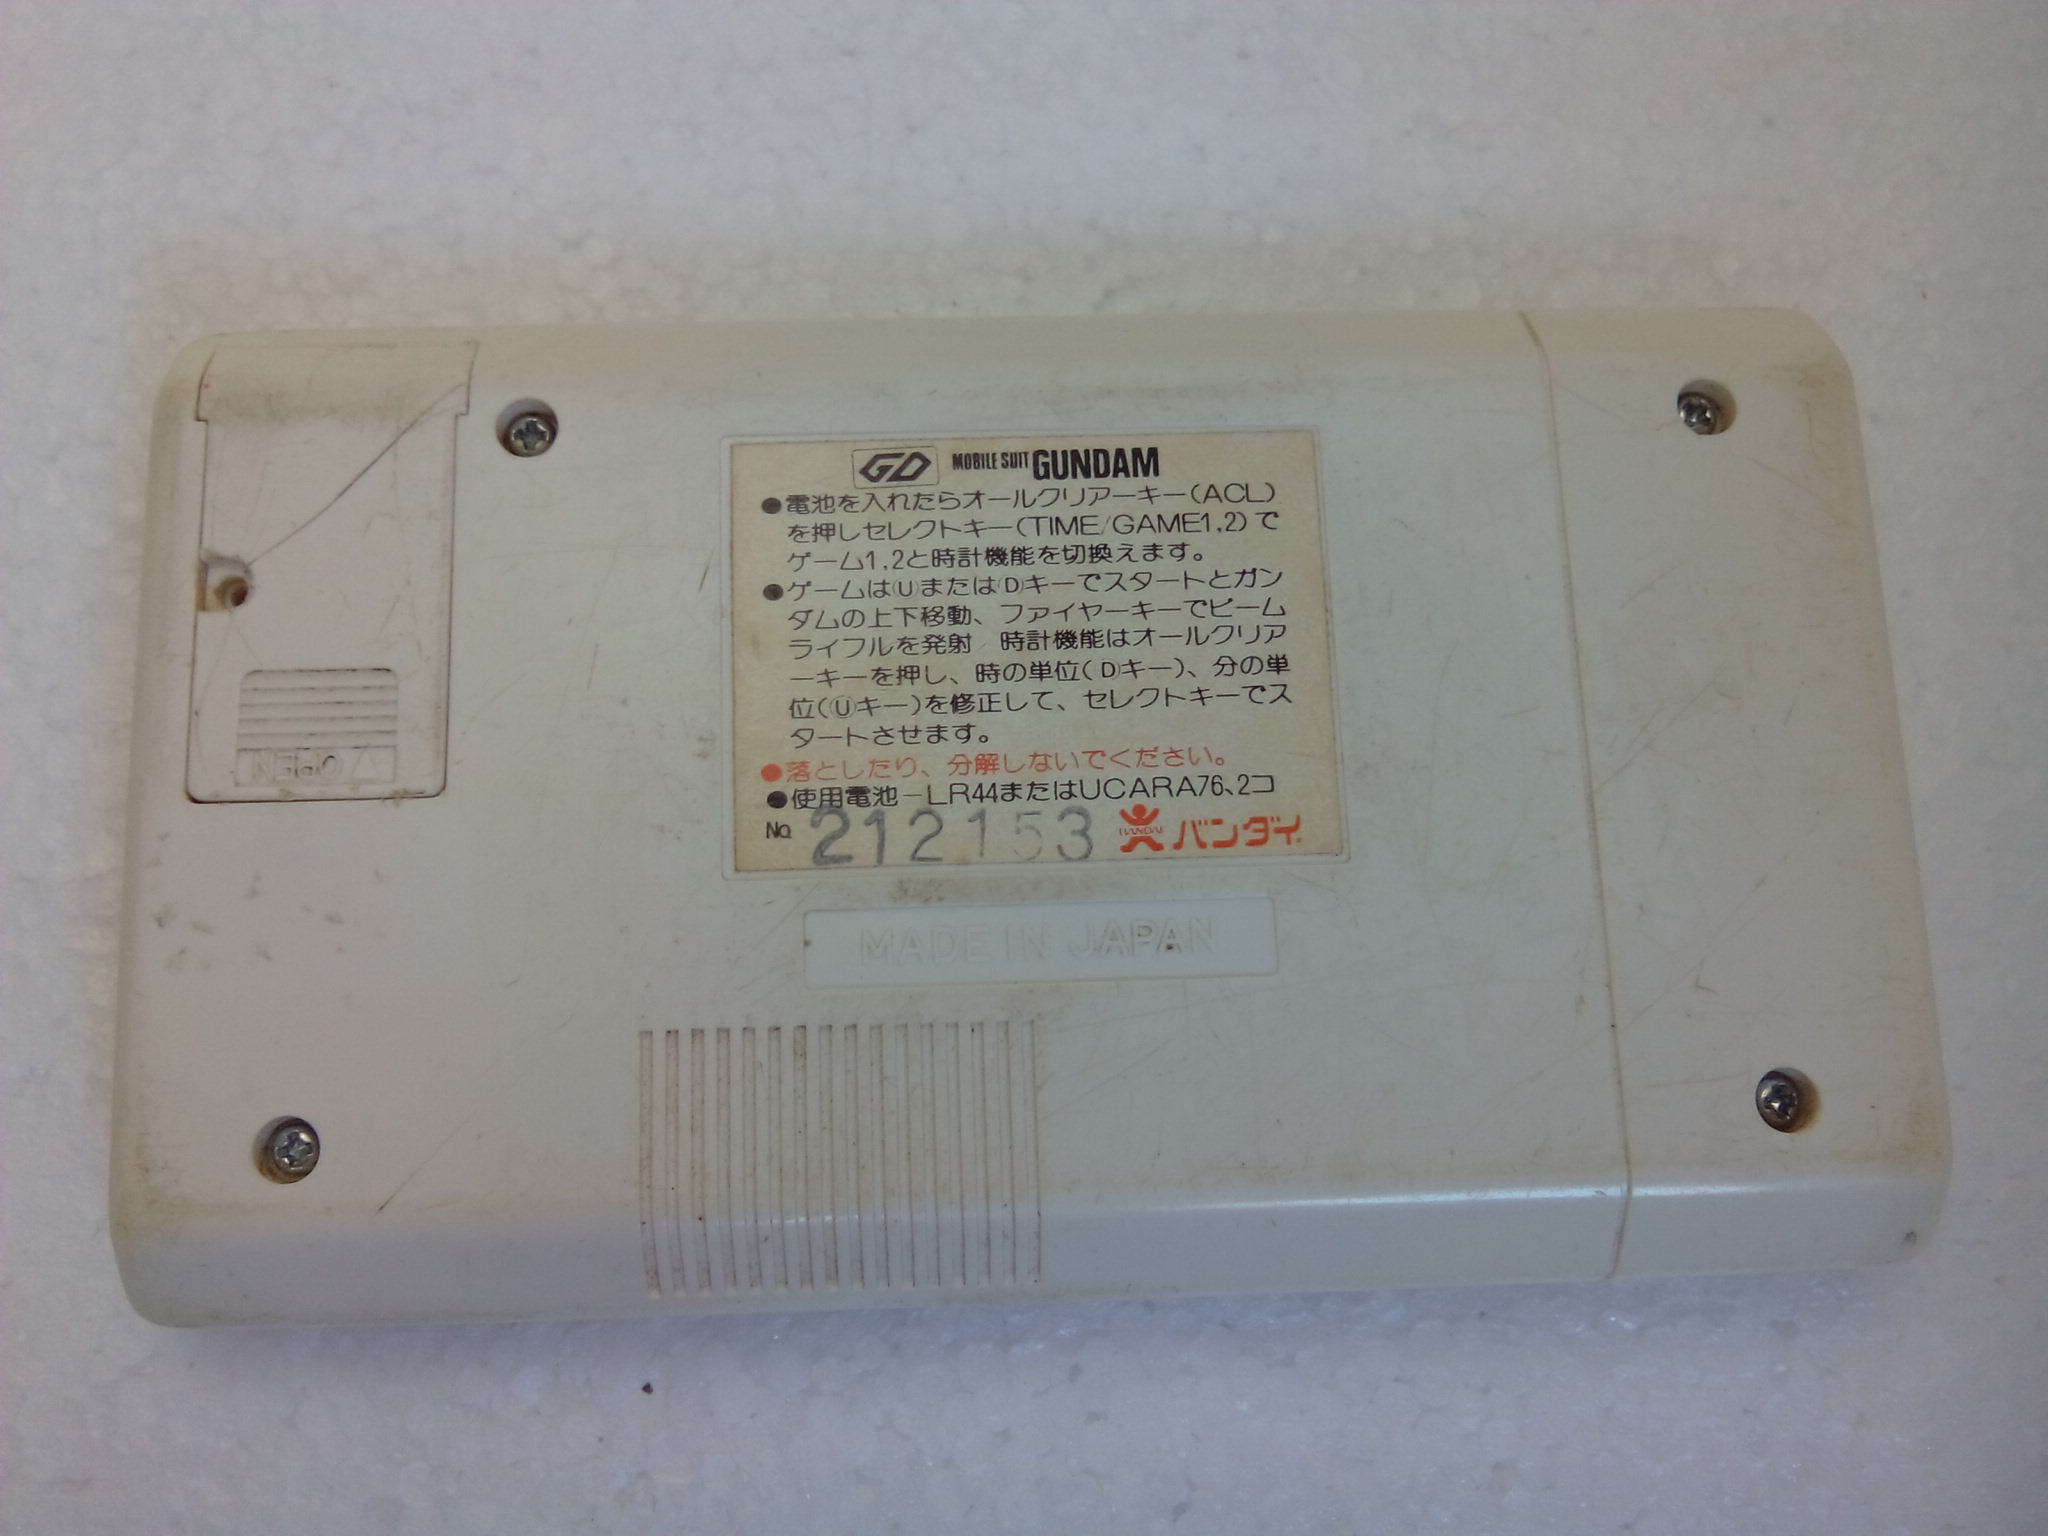 GD MOBILE SUIT GUNDAM
●電池を入れたらオールクリアーキー(ACL)
を押しセレクトキー(TIME/GAME1,2)で
ゲーム1,2と時計機能を切換えます。
●ゲームは(U)または(D)キーでスタートとガン
ダムの上下移動、ファイヤーキーでビーム
ライフルを発射/時計機能はオールクリア
ーキーを押し、時の単位(D)キー)、分の単
位(Ⓤキー)を修正して、セレクトキーでス
タートさせます。
●落としたり、分解しないでください。
●使用電池-LR44またはUCARA76、2コ
No. 212153 BANDAI バンダイ
MADE IN JAPAN
OPEN